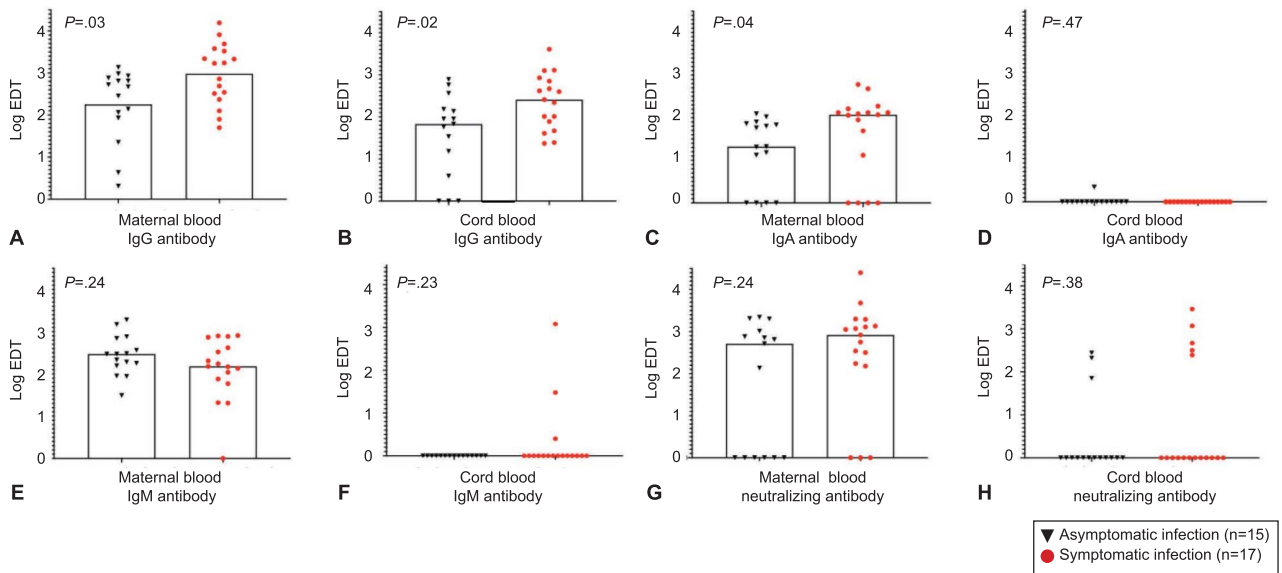 P=.03
4
3
2
1
0
Log EDT
Maternal blood
IgG antibody
A
P=.02
4
3
2
1
0
Log EDT
Cord blood
IgG antibody
B
P=.04
4
3
2
1
0
Log EDT
Maternal blood
IgA antibody
C
P=.47
4
3
2
1
0
Log EDT
Cord blood
IgA antibody
D
P=.24
4
3
2
1
0
Log EDT
Maternal blood
IgM antibody
E
P=.23
4
3
2
1
0
Log EDT
Cord blood
IgM antibody
F
P=.24
4
3
2
1
0
Log EDT
Maternal blood
neutralizing antibody
G
P=.38
4
3
2
1
0
Log EDT
Cord blood
neutralizing antibody
H
Asymptomatic infection (n=15)
Symptomatic infection (n=17)